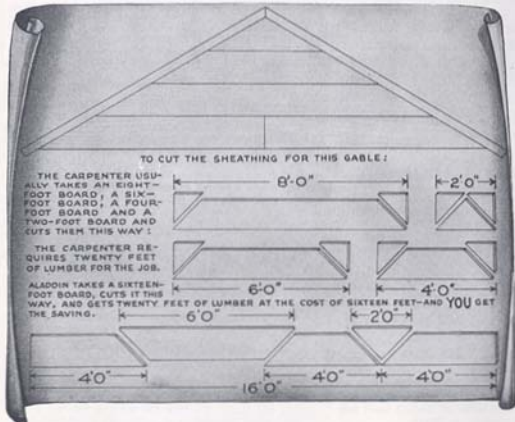 TO CUT THE SHEATHING FOR THIS GABLE:
THE CARPENTER USU-
ALLY TAKES AN EIGHT-
FOOT BOARD, A SIX-
FOOT BOARD, A FOUR-
FOOT BOARD AND A
TWO-FOOT BOARD AND
CUTS THEM THIS WAY:
8'-0"
2'0"
THE CARPENTER RE-
QUIRES TWENTY FEET
OF LUMBER FOR THE JOB.
6'0"
4'0"
ALADDIN TAKES A SIXTEEN-
FOOT BOARD, CUTS IT THIS
WAY, AND GETS TWENTY FEET OF LUMBER AT THE COST OF SIXTEEN FEET—AND YOU GET
THE SAVING.
6'0"
2'0"
4'0"
4'0"
4'0"
16'0"